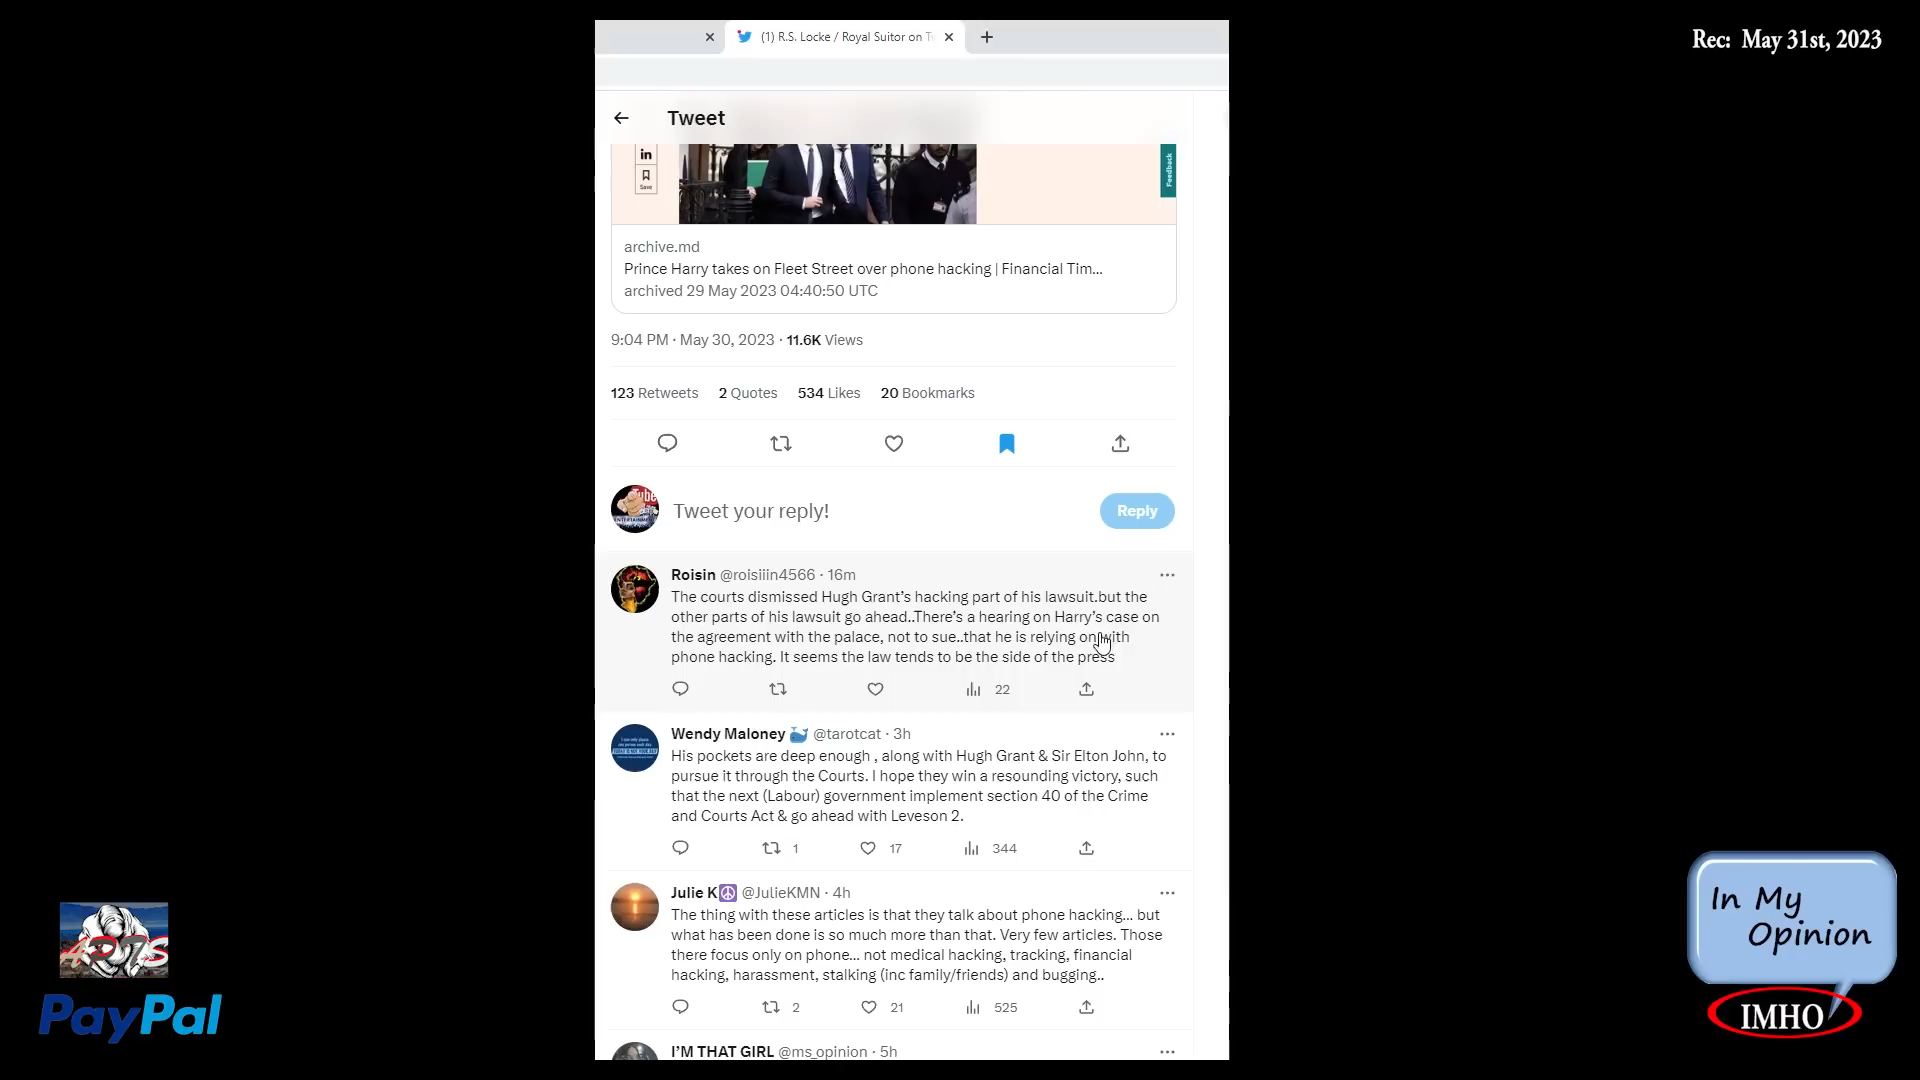 (1) R.S. Locke / Royal Suitor on T
Rec: May 31st, 2023
Tweet
in
Save
Feedback
archive.md
Prince Harry takes on Fleet Street over phone hacking | Financial Tim...
archived 29 May 2023 04:40:50 UTC
9:04 PM · May 30, 2023 · 11.6K Views
123 Retweets 2 Quotes 534 Likes 20 Bookmarks
Tweet your reply!
Reply
Roisin @roisiiin4566 · 16m
The courts dismissed Hugh Grant's hacking part of his lawsuit.but the
other parts of his lawsuit go ahead..There's a hearing on Harry's case on
the agreement with the palace, not to sue..that he is relying on with
phone hacking. It seems the law tends to be the side of the press
22
Wendy Maloney @tarotcat · 3h
His pockets are deep enough , along with Hugh Grant & Sir Elton John, to
pursue it through the Courts. I hope they win a resounding victory, such
that the next (Labour) government implement section 40 of the Crime
and Courts Act & go ahead with Leveson 2.
1 17 344
Julie K @JulieKMN · 4h
The thing with these articles is that they talk about phone hacking... but
what has been done is so much more than that. Very few articles. Those
there focus only on phone... not medical hacking, tracking, financial
hacking, harassment, stalking (inc family/friends) and bugging..
2 21 525
I'M THAT GIRL @ms_opinion · 5h
PayPal
In My
Opinion
IMHO